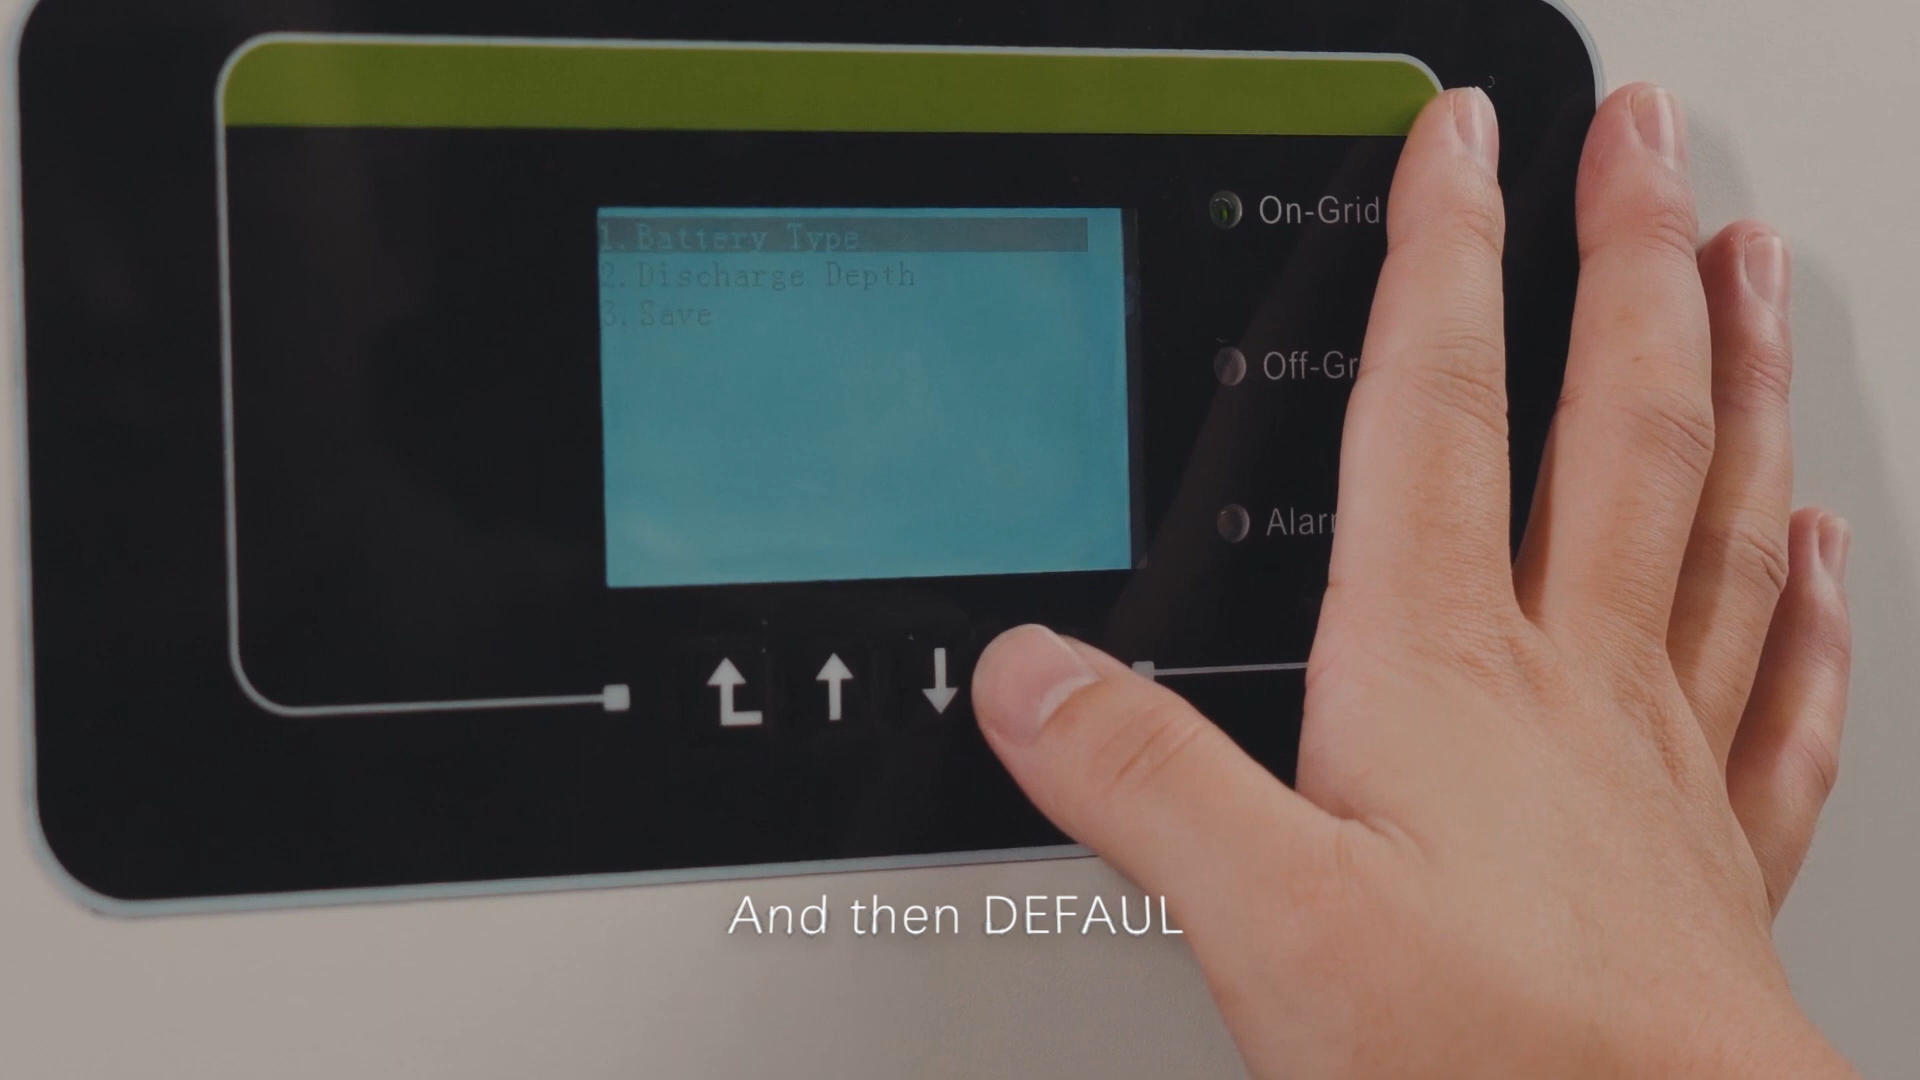 1. Battery Type
2. Discharge Depth
3. Save
On-Grid
Off-Gr
Alar
And then DEFAUL